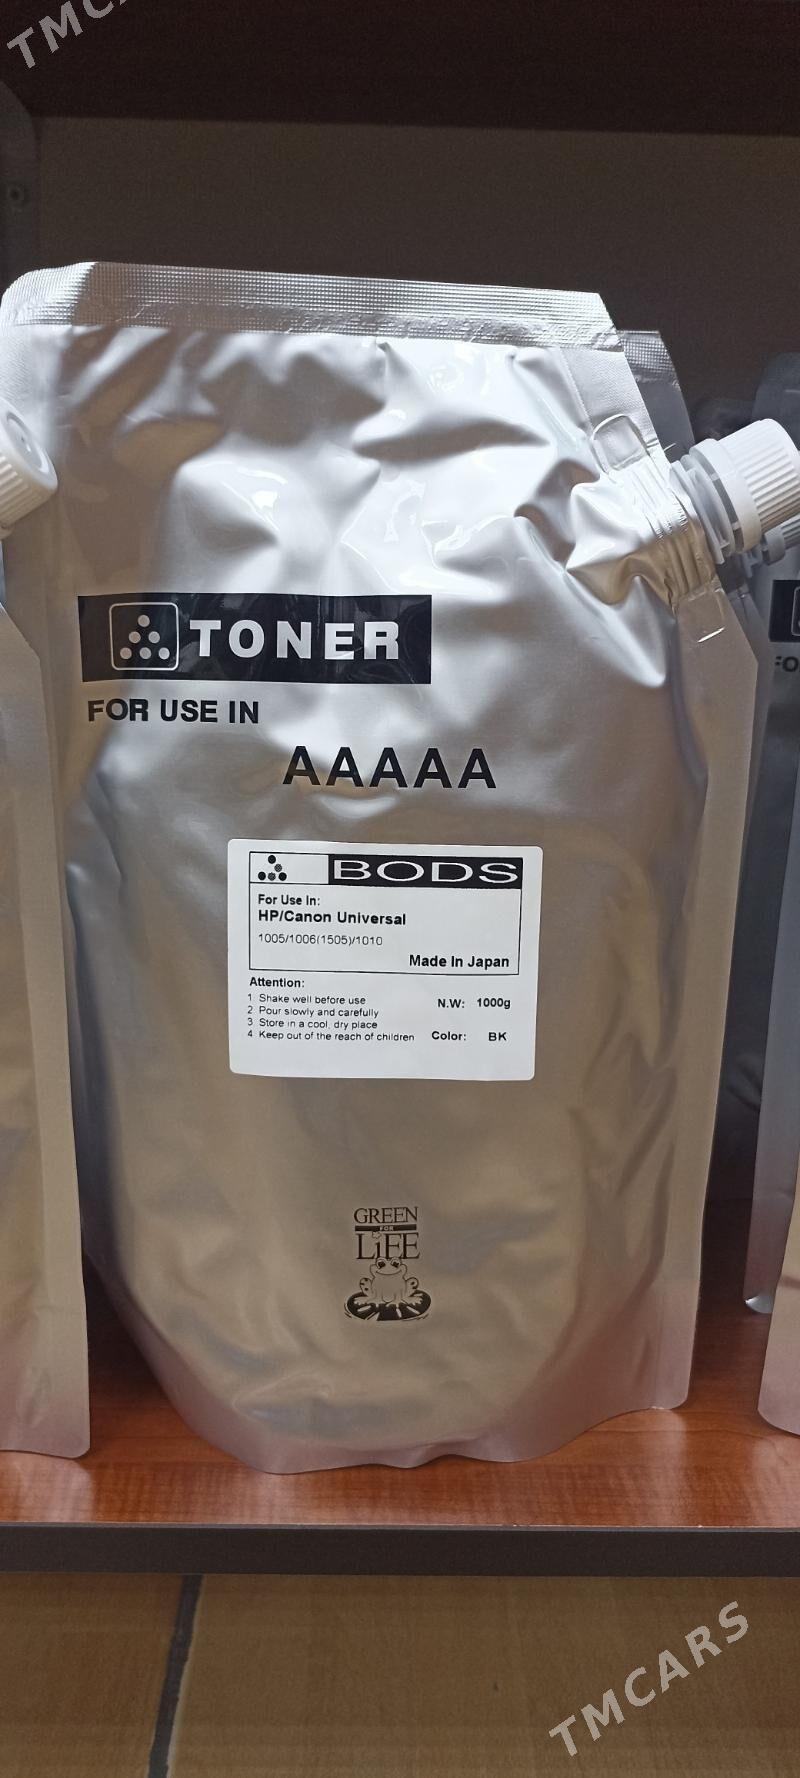 TONER
FOR USE IN
AAAAA
BODS
For Use In:
HP/Canon Universal
1005/1006(1505)/1010
Made In Japan
Attention:
1 Shake well before use
2 Pour slowly and carefully
3 Store in a cool, dry place
4 Keep out of the reach of children
N.W: 1000g
Color: BK
GREEN
FOR
LiFE
TMCARS